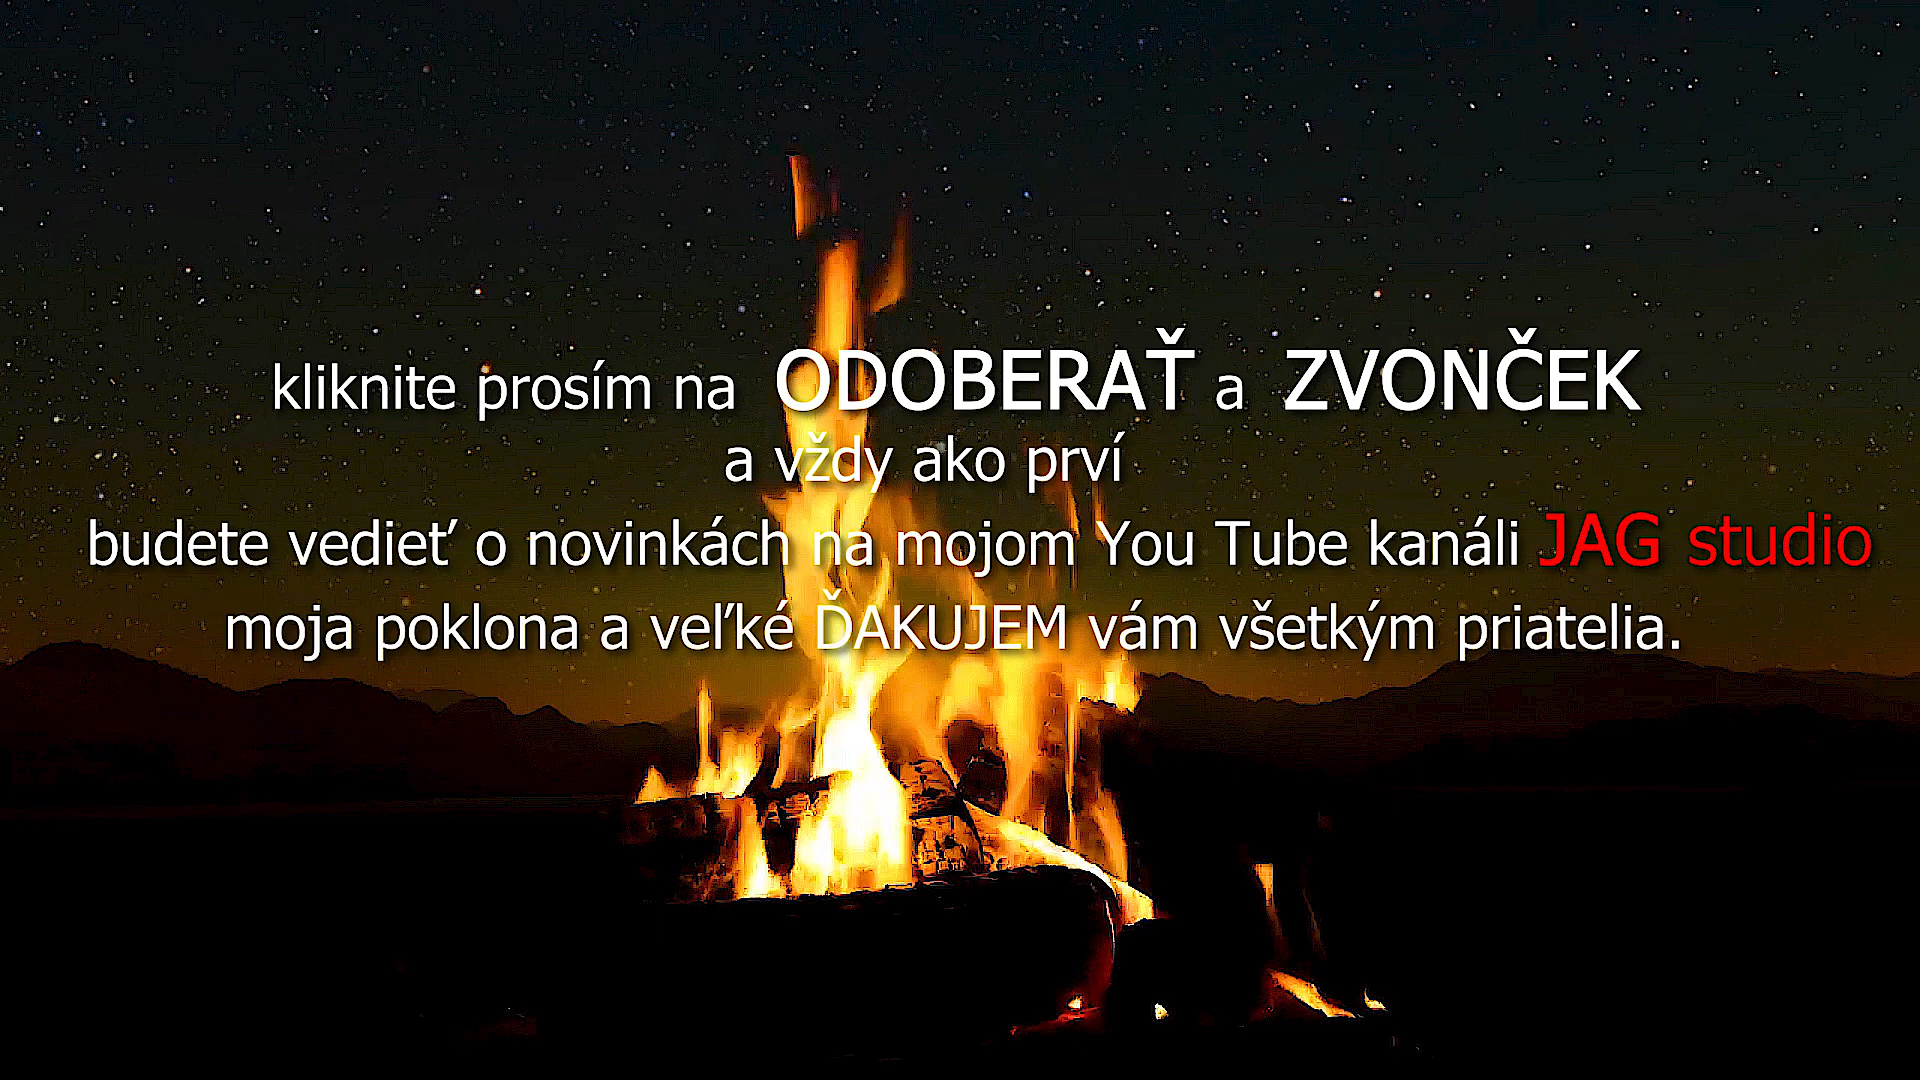 kliknite prosím na ODOBERAŤ a ZVONČEK
a vždy ako prví
budete vedieť o novinkách na mojom You Tube kanáli JAG studio
moja poklona a veľké ĎAKUJEM vám všetkým priatelia.